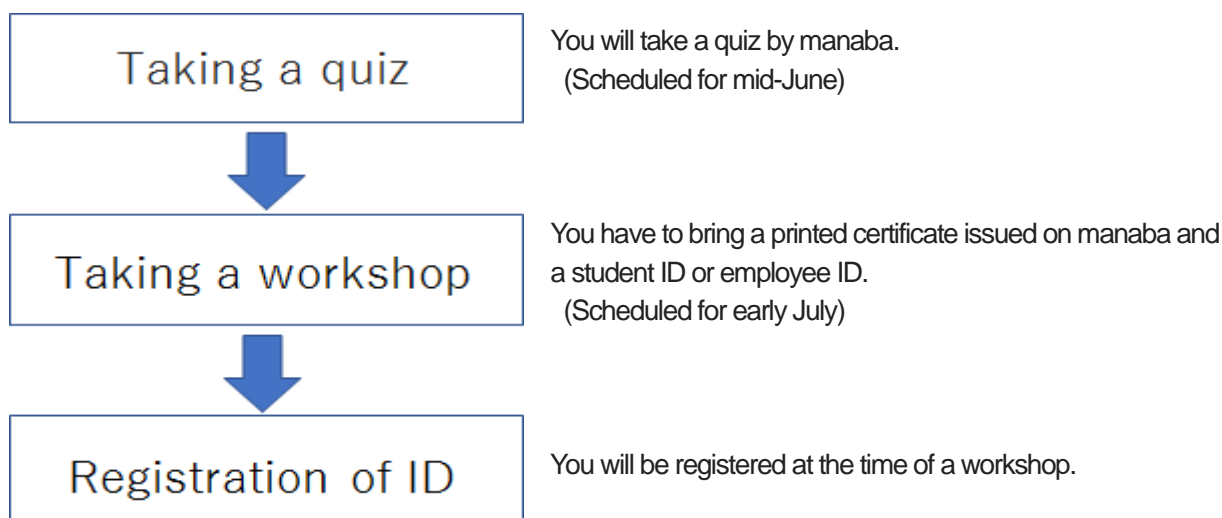 Taking a quiz
You will take a quiz by manaba.
(Scheduled for mid-June)
Taking a workshop
You have to bring a printed certificate issued on manaba and
a student ID or employee ID.
(Scheduled for early July)
Registration of ID
You will be registered at the time of a workshop.